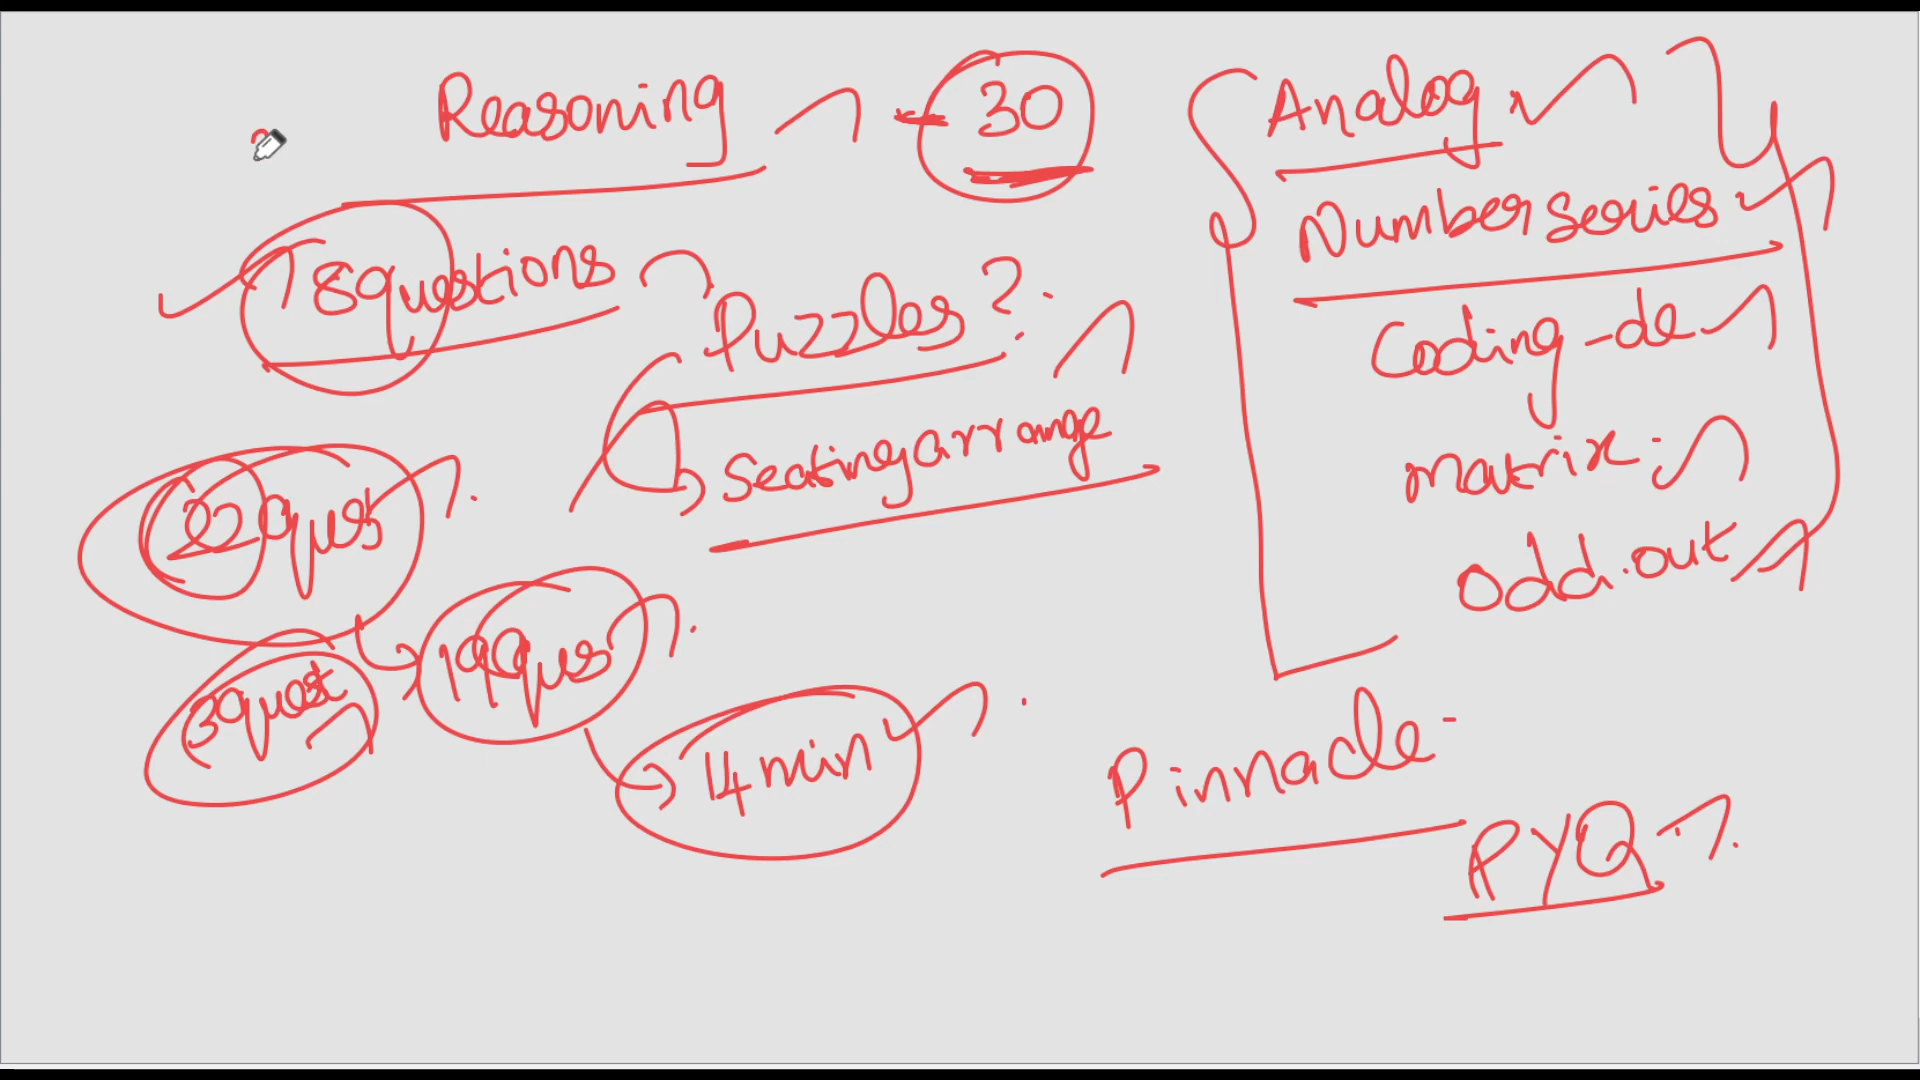 Reasoning - 30
18 questions
Puzzles?
Seating arrange
22 ques
19 Ques
30 quest
14 min
Analog
Number series
Coding-de
matrix
odd.out
Pinnacle-
PYQ